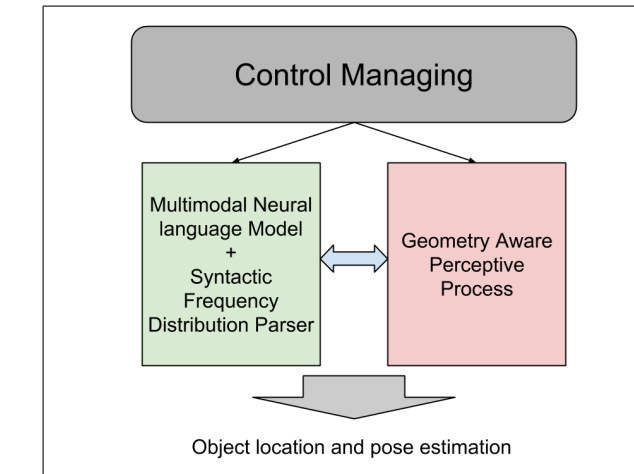 Control Managing
Multimodal Neural
language Model
+
Syntactic
Frequency
Distribution Parser
Geometry Aware
Perceptive
Process
Object location and pose estimation